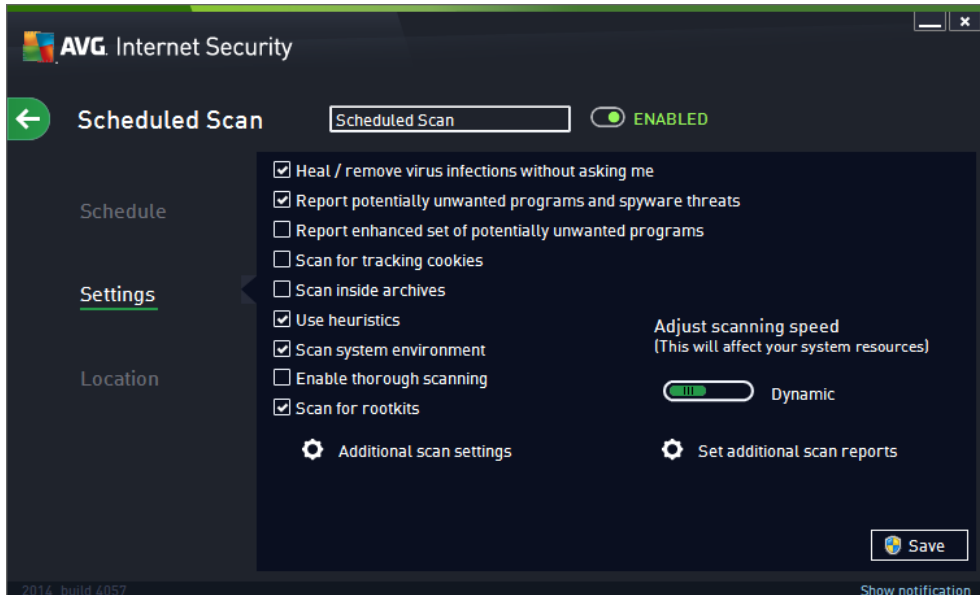 AVG. Internet Security
Scheduled Scan
Scheduled Scan
ENABLED
Schedule
Settings
Location
Heal / remove virus infections without asking me
Report potentially unwanted programs and spyware threats
Report enhanced set of potentially unwanted programs
Scan for tracking cookies
Scan inside archives
Use heuristics
Scan system environment
Enable thorough scanning
Scan for rootkits
Adjust scanning speed
(This will affect your system resources)
Dynamic
Additional scan settings
Set additional scan reports
Save
2014 build 4057
Show notification